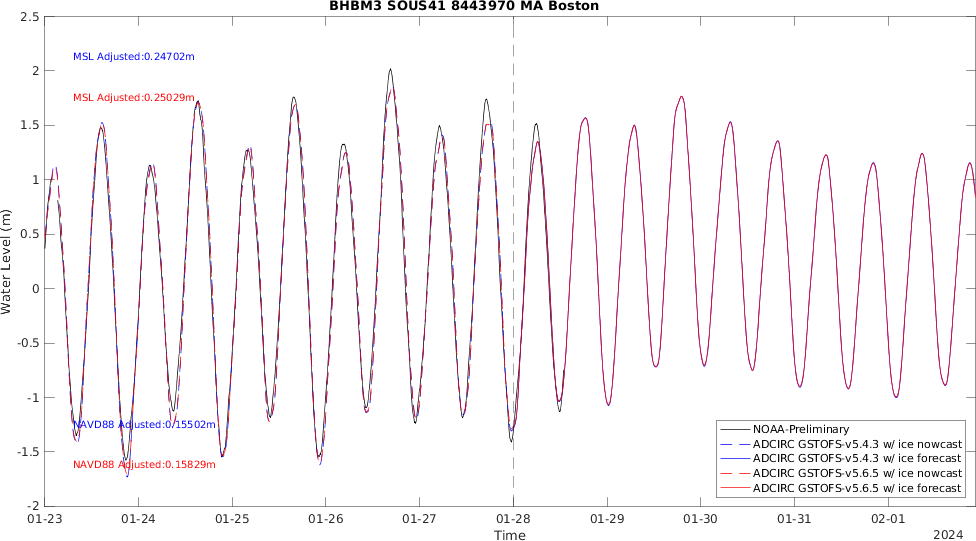 BHBM3 SOUS41 8443970 MA Boston
2.5
2
1.5
1
0.5
0
-0.5
-1
-1.5
-2
Water Level (m)
MSL Adjusted:0.24702m
MSL Adjusted:0.25029m
NAVD88 Adjusted:0.15502m
NAVD88 Adjusted:0.15829m
NOAA-Preliminary
ADCIRC GSTOFS-v5.4.3 w/ ice nowcast
ADCIRC GSTOFS-v5.4.3 w/ ice forecast
ADCIRC GSTOFS-v5.6.5 w/ ice nowcast
ADCIRC GSTOFS-v5.6.5 w/ ice forecast
01-23 01-24 01-25 01-26 01-27 01-28 01-29 01-30 01-31 02-01
Time
2024